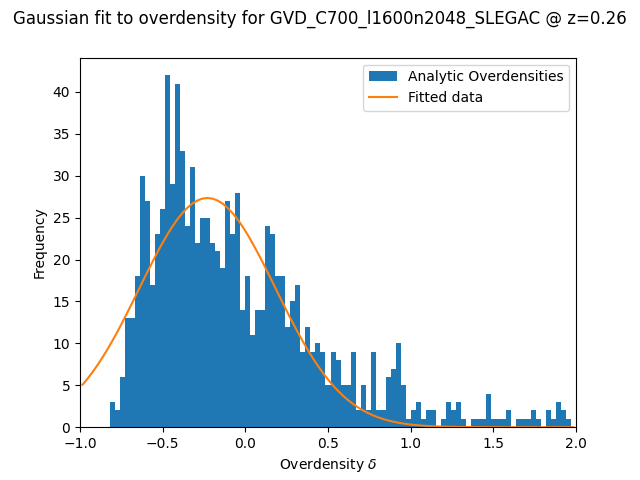 Gaussian fit to overdensity for GVD_C700_l1600n2048_SLEGAC @ z=0.26
Analytic Overdensities
Fitted data
40
35
30
25
20
15
10
5
0
Frequency
−1.0 −0.5 0.0 0.5 1.0 1.5 2.0
Overdensity δ